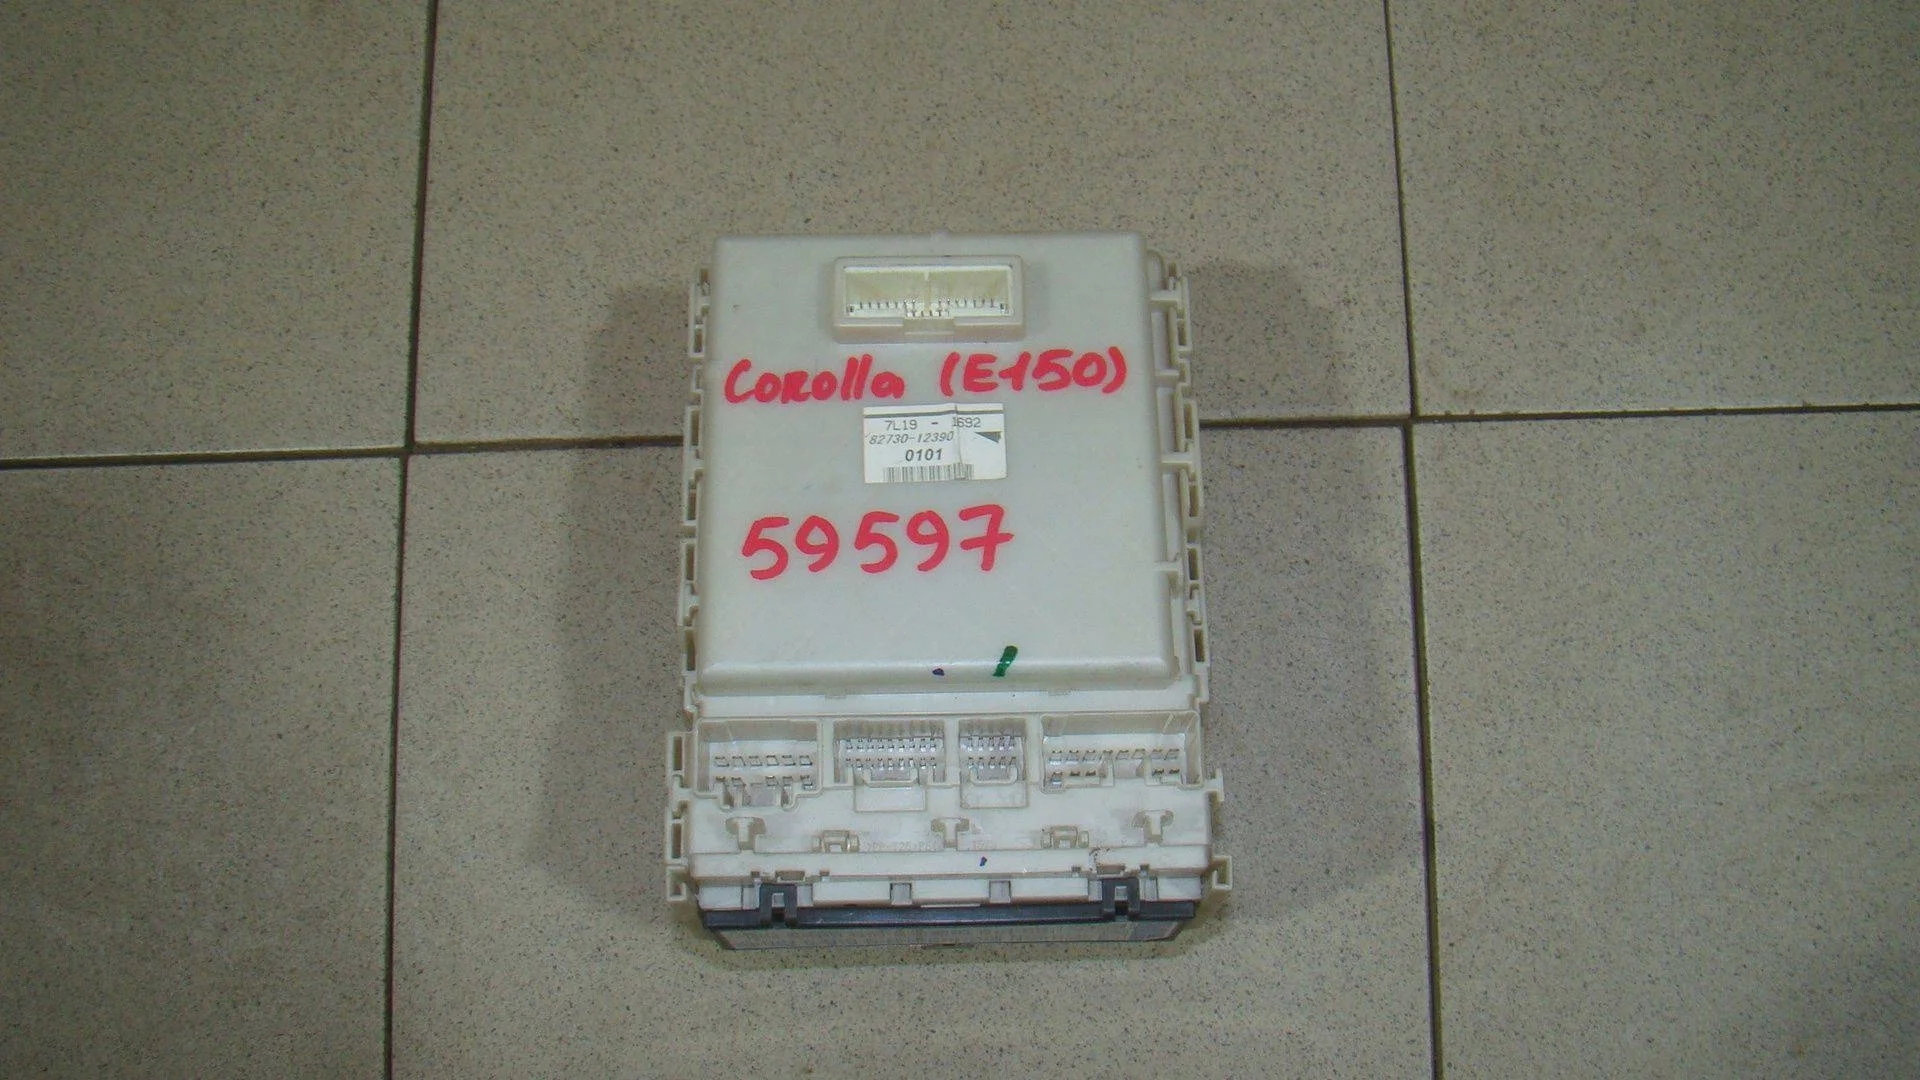 Corolla (E150)
7L19 - 1692
82730-12390
0101
59597